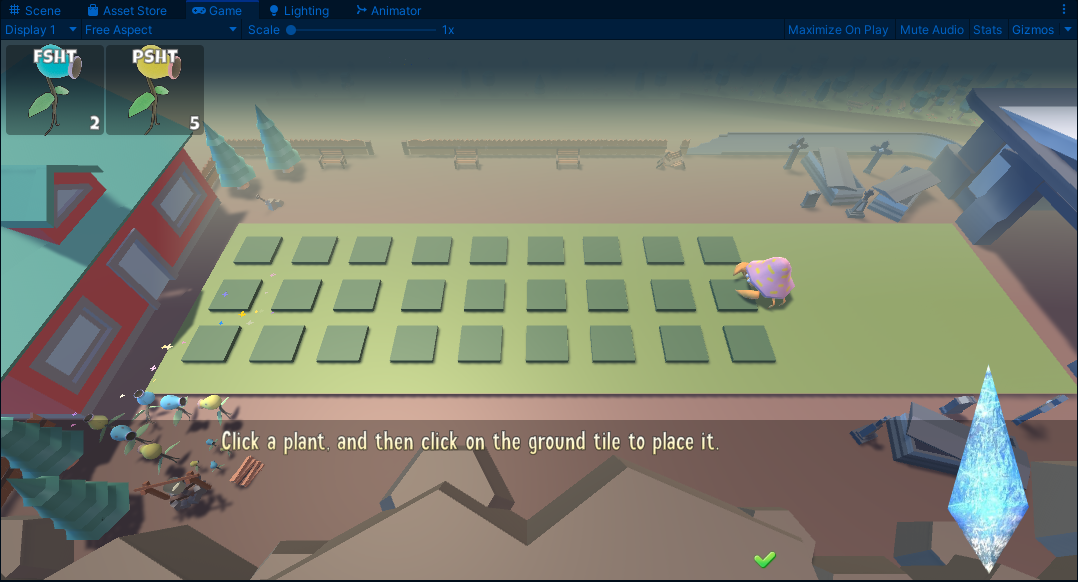 Scene Asset Store Game Lighting Animator
Display 1 Free Aspect Scale 1x Maximize On Play Mute Audio Stats Gizmos
FSHT PSHT
2 5
Click a plant, and then click on the ground tile to place it.